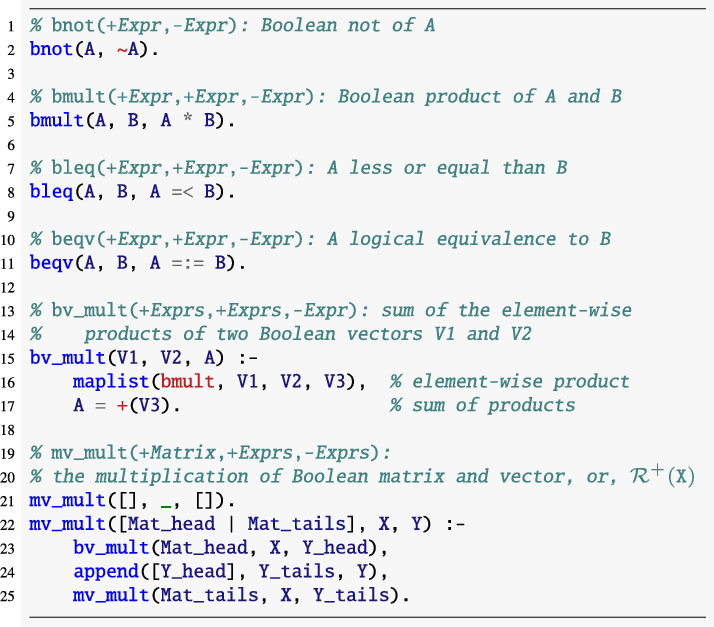 1 % bnot(+Expr,-Expr): Boolean not of A
2 bnot(A, ~A).
3
4 % bmult(+Expr,+Expr,-Expr): Boolean product of A and B
5 bmult(A, B, A * B).
6
7 % bleq(+Expr,+Expr,-Expr): A less or equal than B
8 bleq(A, B, A =< B).
9
10 % beqv(+Expr,+Expr,-Expr): A logical equivalence to B
11 beqv(A, B, A =:= B).
12
13 % bv_mult(+Exprs,+Exprs,-Expr): sum of the element-wise
14 %    products of two Boolean vectors V1 and V2
15 bv_mult(V1, V2, A) :-
16     maplist(bmult, V1, V2, V3),  % element-wise product
17     A = +(V3).                   % sum of products
18
19 % mv_mult(+Matrix,+Exprs,-Exprs):
20 % the multiplication of Boolean matrix and vector, or, ℛ⁺(X)
21 mv_mult([], _, []).
22 mv_mult([Mat_head | Mat_tails], X, Y) :-
23     bv_mult(Mat_head, X, Y_head),
24     append([Y_head], Y_tails, Y),
25     mv_mult(Mat_tails, X, Y_tails).